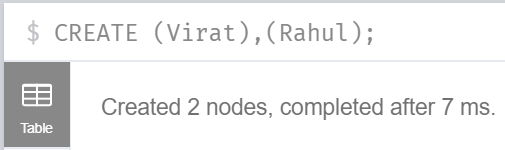 $ CREATE (Virat),(Rahul);
Created 2 nodes, completed after 7 ms.
Table